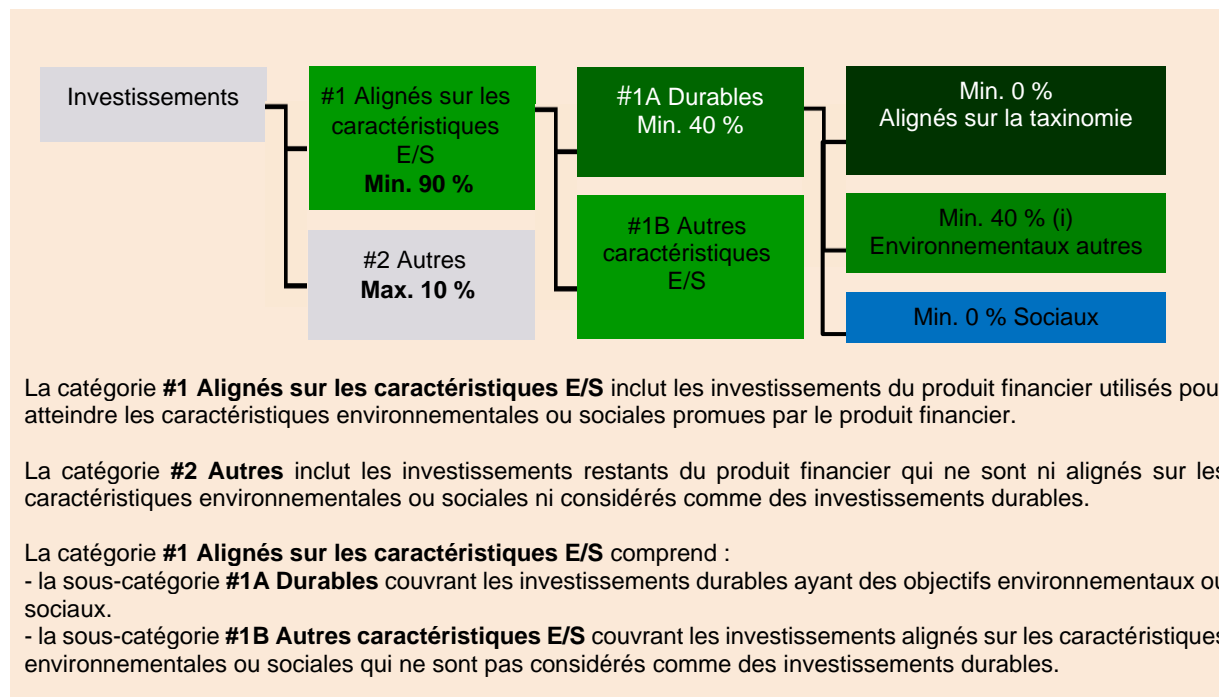 Investissements
#1 Alignés sur les
caractéristiques
E/S
Min. 90 %
#2 Autres
Max. 10 %
#1A Durables
Min. 40 %
#1B Autres
caractéristiques
E/S
Min. 0 %
Alignés sur la taxinomie
Min. 40 % (i)
Environnementaux autres
Min. 0 % Sociaux
La catégorie #1 Alignés sur les caractéristiques E/S inclut les investissements du produit financier utilisés pou
atteindre les caractéristiques environnementales ou sociales promues par le produit financier.
La catégorie #2 Autres inclut les investissements restants du produit financier qui ne sont ni alignés sur les
caractéristiques environnementales ou sociales ni considérés comme des investissements durables.
La catégorie #1 Alignés sur les caractéristiques E/S comprend :
- la sous-catégorie #1A Durables couvrant les investissements durables ayant des objectifs environnementaux ou
sociaux.
- la sous-catégorie #1B Autres caractéristiques E/S couvrant les investissements alignés sur les caractéristiques
environnementales ou sociales qui ne sont pas considérés comme des investissements durables.